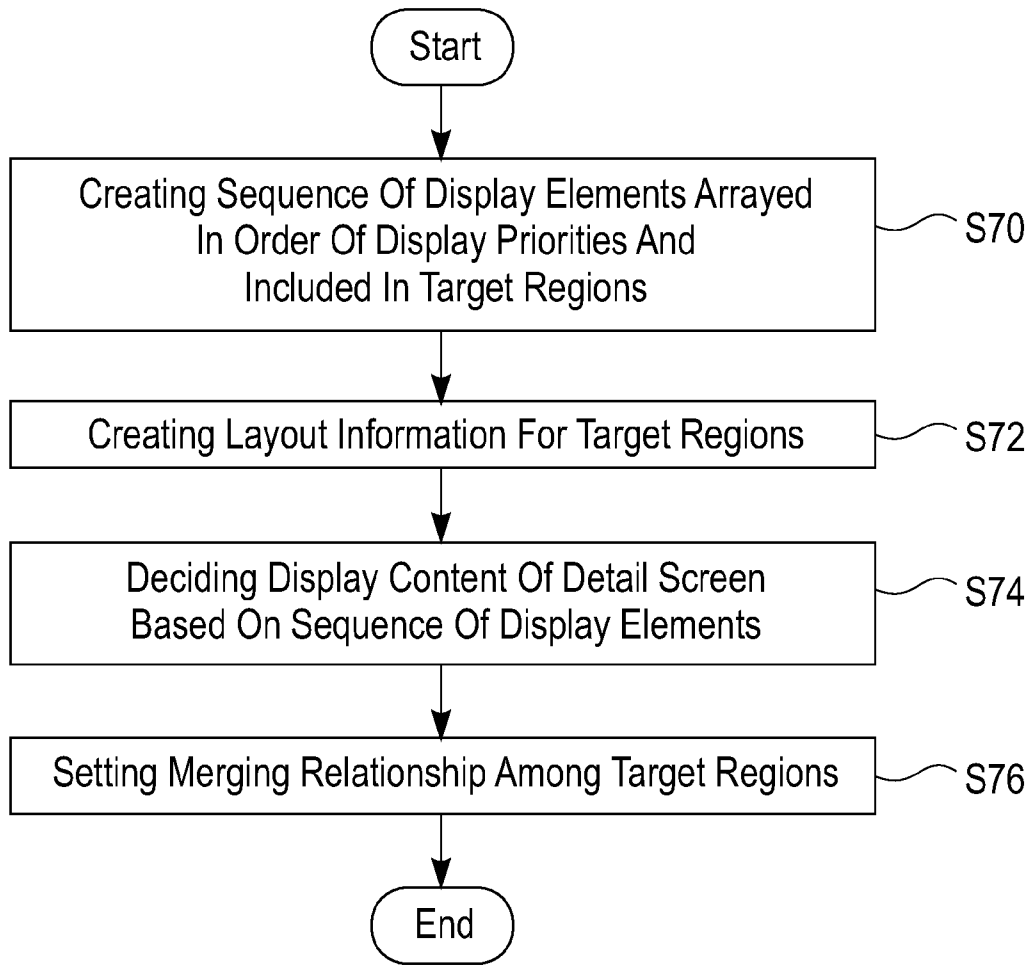 Start
Creating Sequence Of Display Elements Arrayed
In Order Of Display Priorities And
Included In Target Regions
S70
Creating Layout Information For Target Regions
S72
Deciding Display Content Of Detail Screen
Based On Sequence Of Display Elements
S74
Setting Merging Relationship Among Target Regions
S76
End